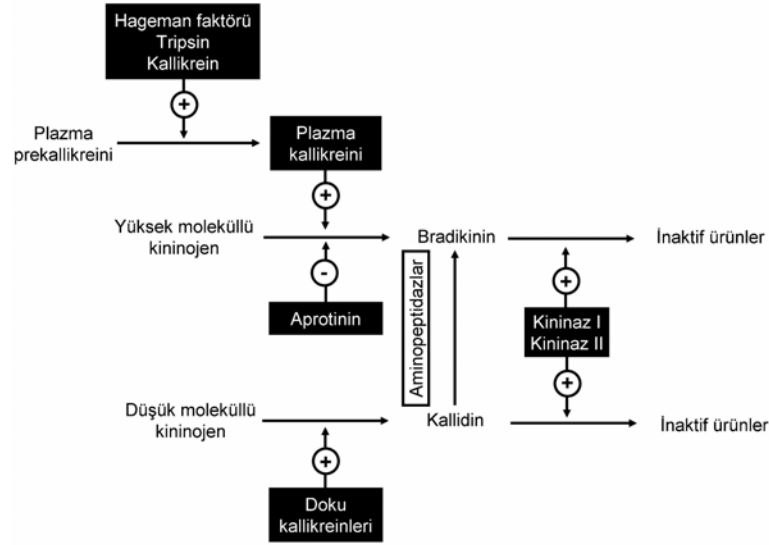 Hageman faktörü
Tripsin
Kallikrein
+
Plazma
prekallikreini
Plazma
kallikreini
+
Yüksek moleküllü
kininojen
Bradikinin
İnaktif ürünler
-
Aprotinin
Aminopeptidazlar
+
Kininaz I
Kininaz II
+
Düşük moleküllü
kininojen
Kallidin
İnaktif ürünler
+
Doku
kallikreinleri